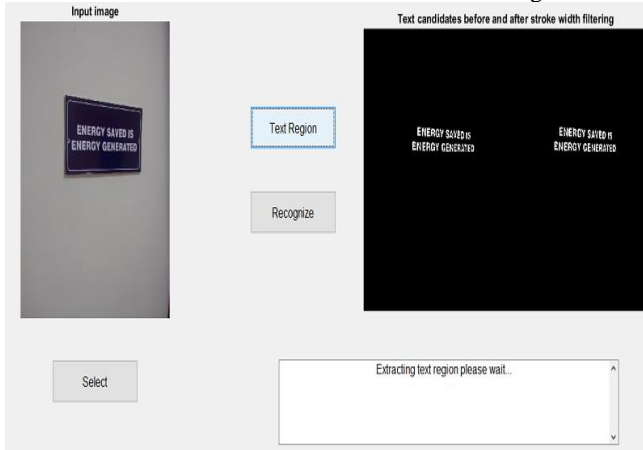 Input image
Text candidates before and after stroke width filtering
ENERGY SAVED IS
ENERGY GENERATED
Text Region
ENERGY SAVED IS
ENERGY GENERATED
ENERGY SAVED IS
ENERGY GENERATED
Recognize
Select
Extracting text region please wait...